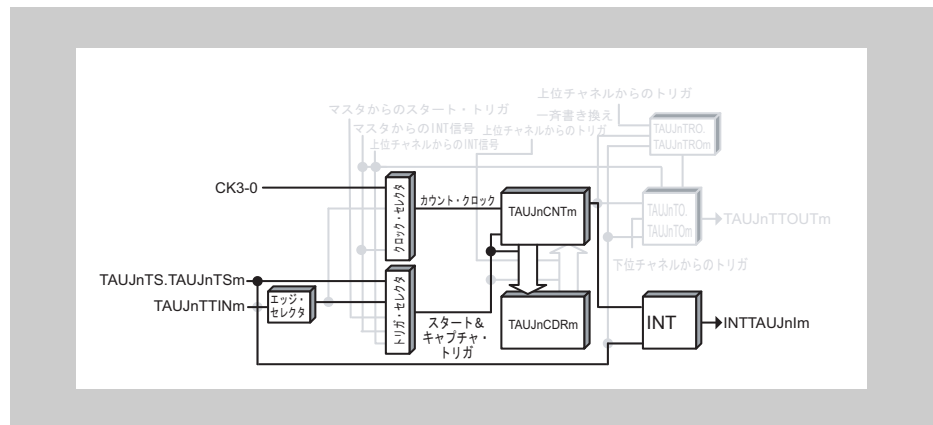 上位チャネルからのトリガ
マスタからのスタート・トリガ
一斉書き換え
マスタからのINT信号
上位チャネルからのトリガ
上位チャネルからのINT信号
TAUJnTRO.
TAUJnTROm
CK3-0
クロック・セレクタ
カウント・クロック
TAUJnCNTm
TAUJnTO.
TAUJnTOm
TAUJnTTOUTm
下位チャネルからのトリガ
TAUJnTS.TAUJnTSm
TAUJnTTINm
エッジ・
セレクタ
トリガ・セレクタ
スタート&
キャプチャ・
トリガ
TAUJnCDRm
INT
INTTAUJnIm